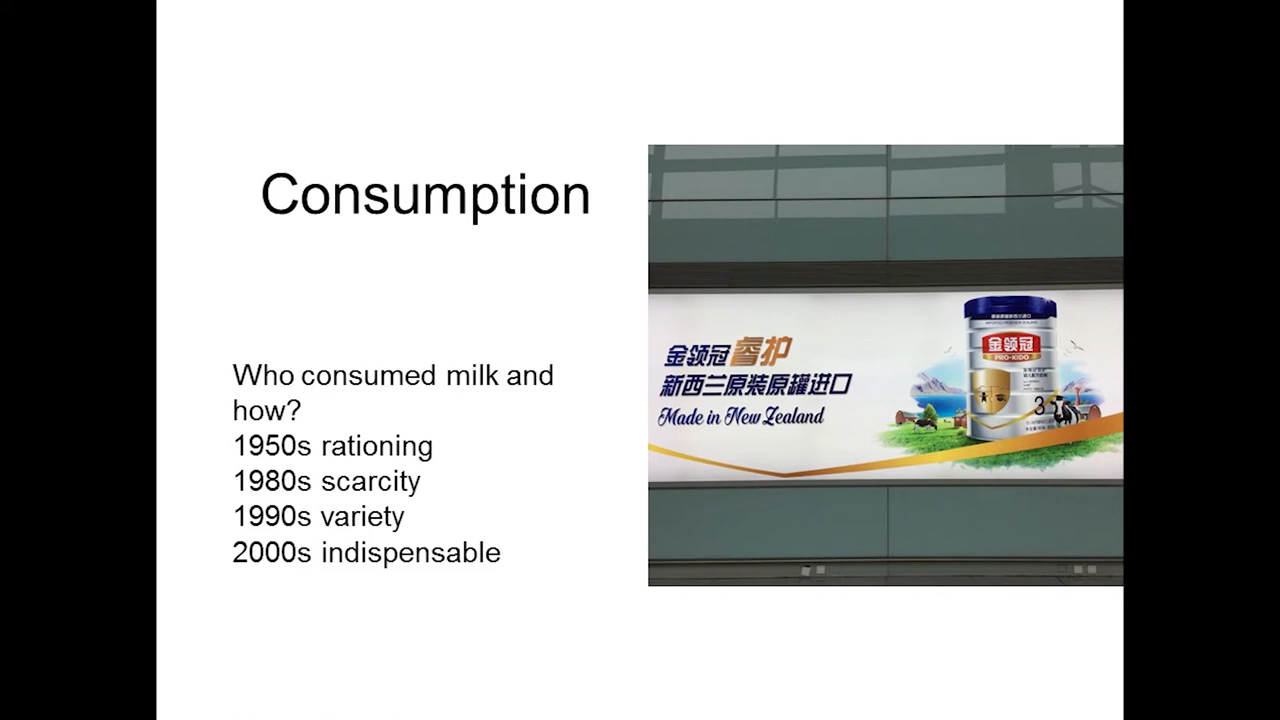 Consumption
Who consumed milk and
how?
1950s rationing
1980s scarcity
1990s variety
2000s indispensable
金领冠 睿护
新西兰原装原罐进口
Made in New Zealand
金领冠
PRO-KIDO
3